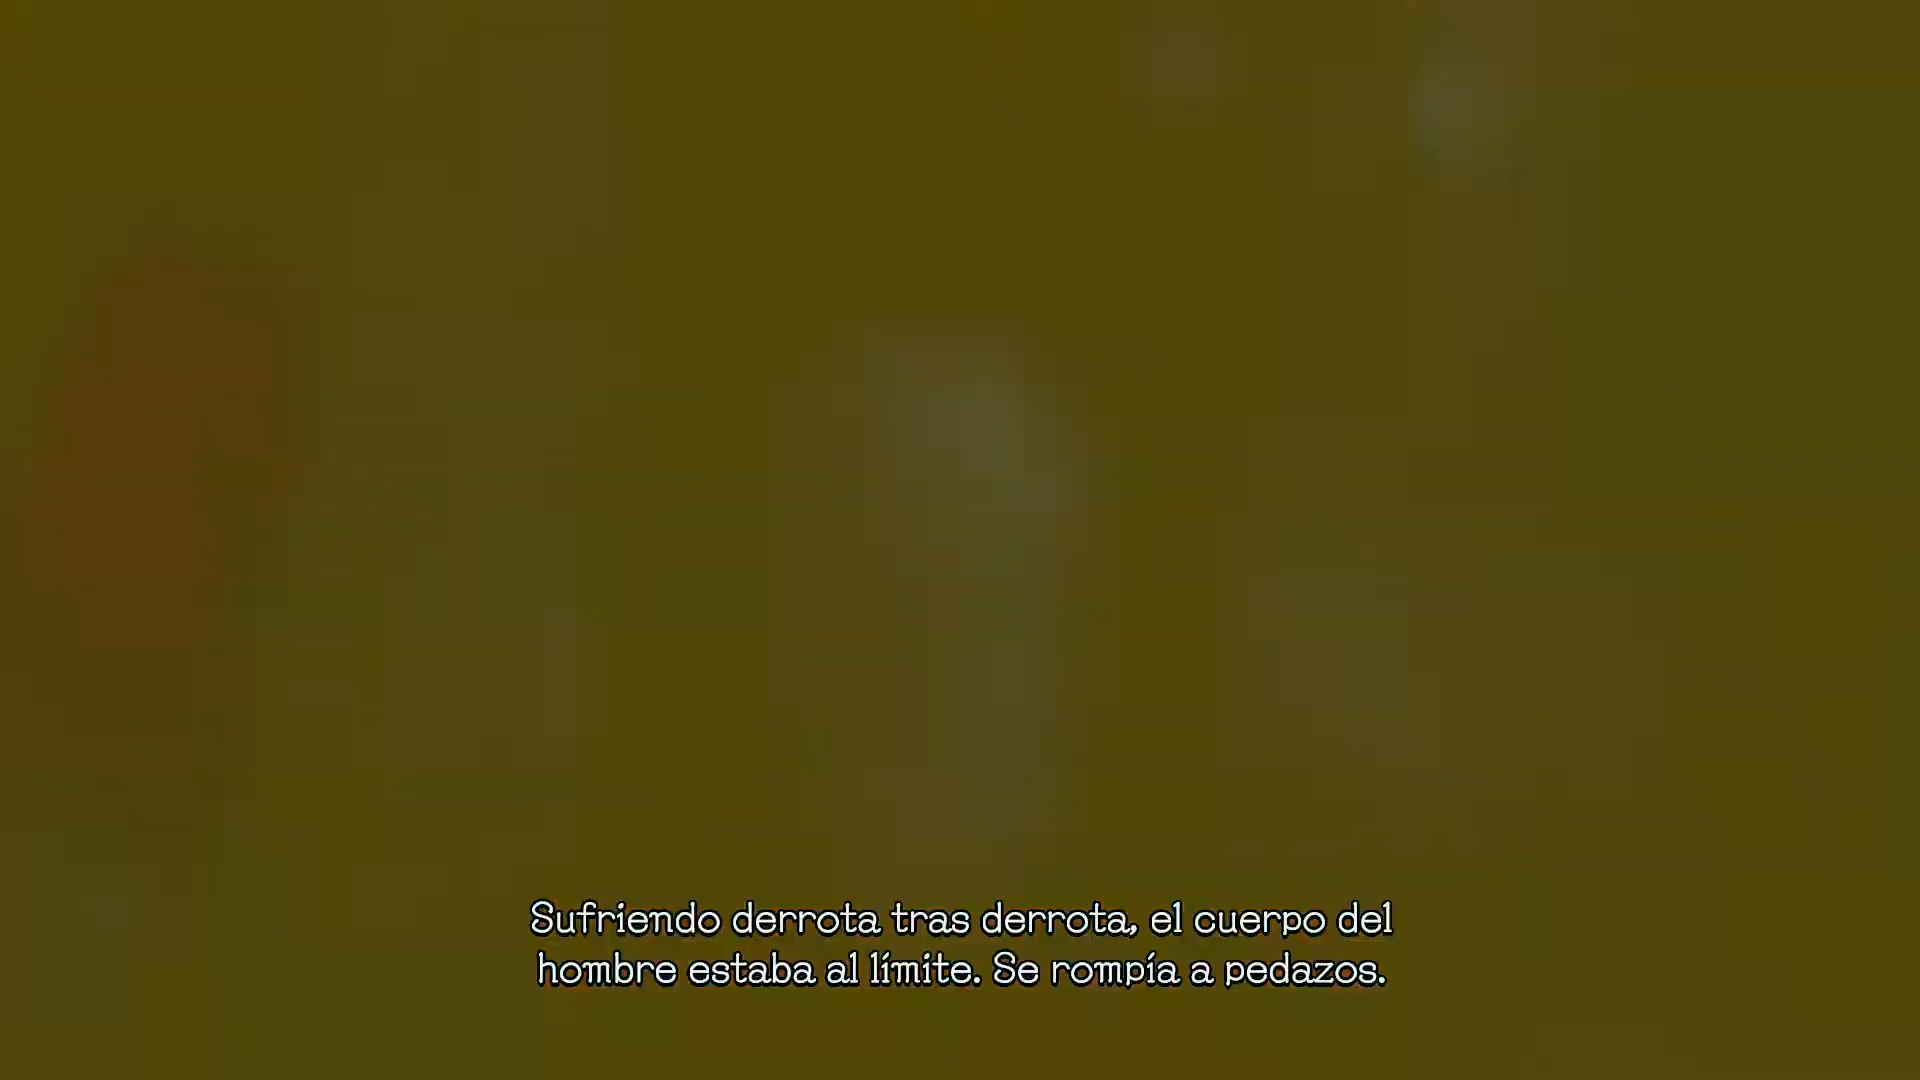 Sufriendo derrota tras derrota, el cuerpo del
hombre estaba al límite. Se rompía a pedazos.